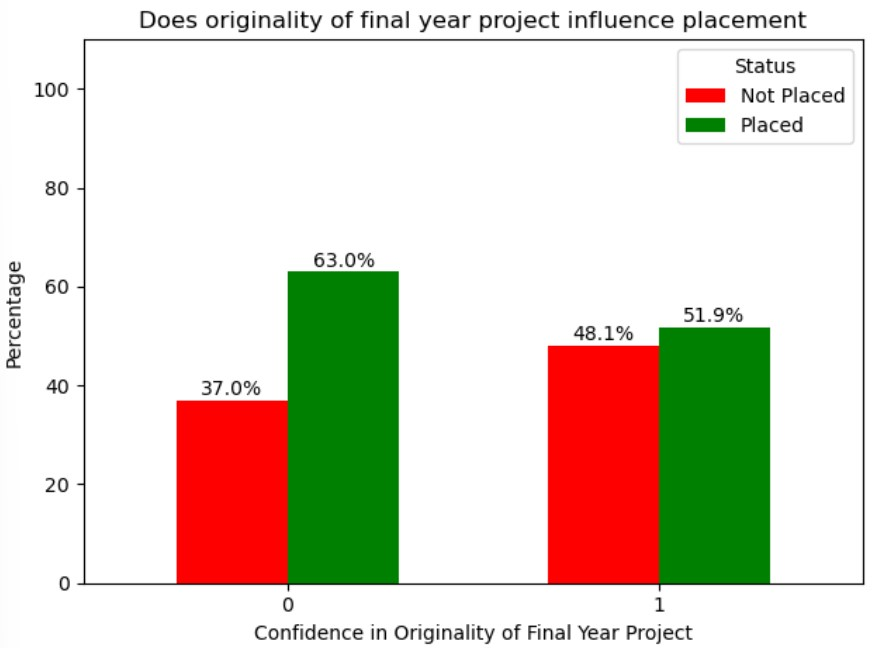 Does originality of final year project influence placement
Status
Not Placed
Placed
100
80
60
40
20
0
Percentage
37.0%
63.0%
48.1%
51.9%
0
1
Confidence in Originality of Final Year Project